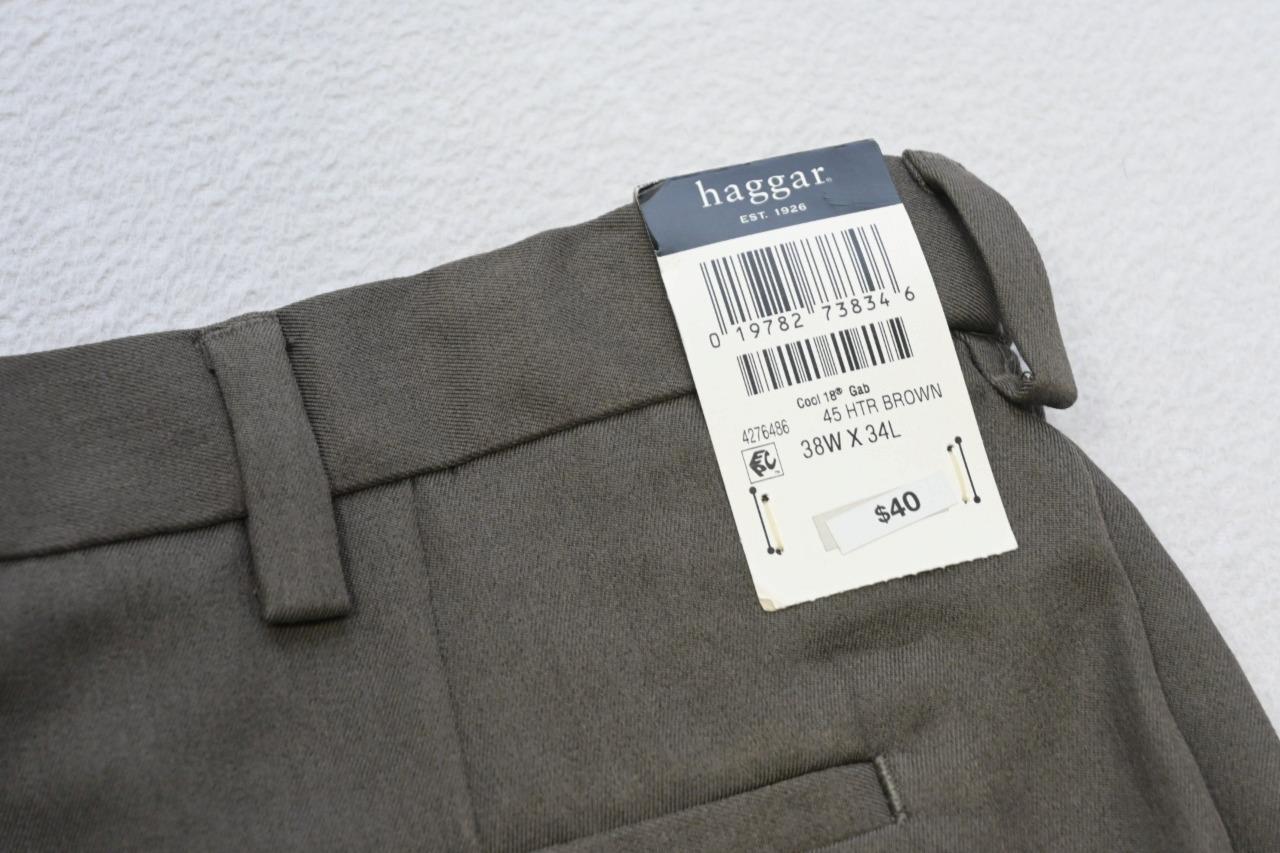 haggar®
EST. 1926
0 19782 73834 6
Cool 18® Gab
45 HTR BROWN
4276486
38W X 34L
$40